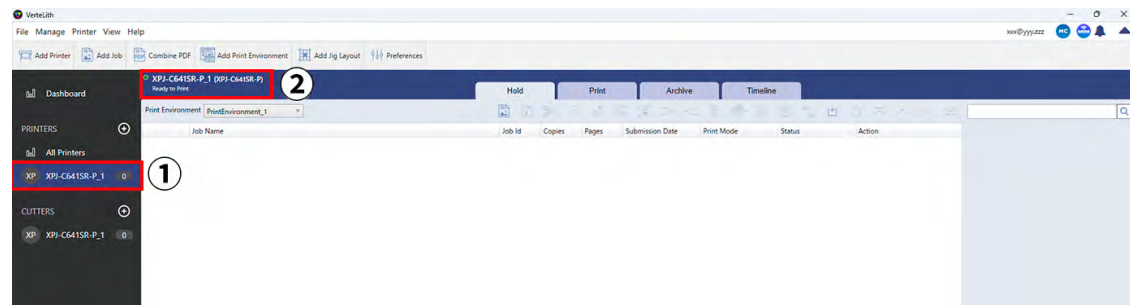 VerteLith
File Manage Printer View Help
xxx@yyy.zzz MC
Add Printer Add Job Combine PDF Add Print Environment Add Jig Layout Preferences
Dashboard
XPJ-C641SR-P_1 (XPJ-C641SR-P)
Ready to Print
②
Hold Print Archive Timeline
Print Environment PrintEnvironment_1
PRINTERS
Job Name Job Id Copies Pages Submission Date Print Mode Status Action
All Printers
XP XPJ-C641SR-P_1 0
①
CUTTERS
XP XPJ-C641SR-P_1 0